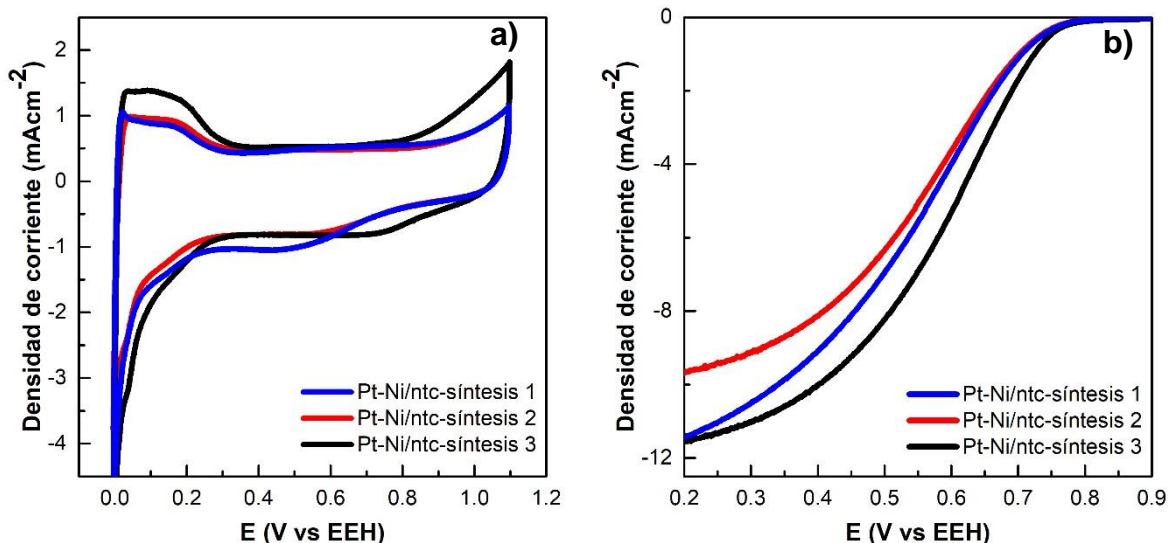 a)
Densidad de corriente (mAcm-2)
2
1
0
-1
-2
-3
-4
Pt-Ni/ntc-síntesis 1
Pt-Ni/ntc-síntesis 2
Pt-Ni/ntc-síntesis 3
0.0 0.2 0.4 0.6 0.8 1.0 1.2
E (V vs EEH)
b)
Densidad de corriente (mAcm-2)
0
-4
-8
-12
Pt-Ni/ntc-síntesis 1
Pt-Ni/ntc-síntesis 2
Pt-Ni/ntc-síntesis 3
0.2 0.3 0.4 0.5 0.6 0.7 0.8 0.9
E (V vs EEH)